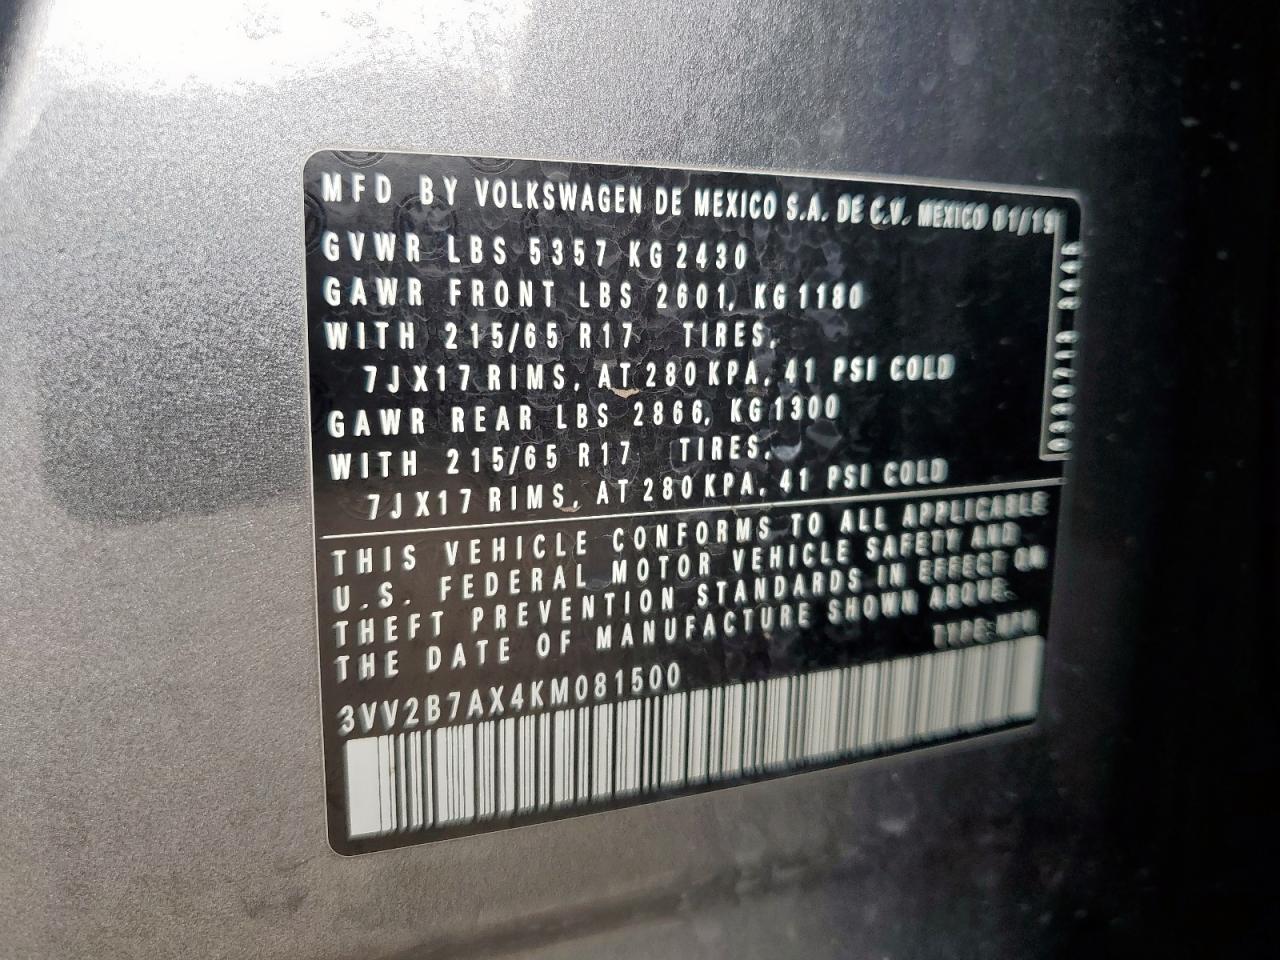 MFD BY VOLKSWAGEN DE MEXICO S.A. DE C.V. MEXICO 01/19
GVWR LBS 5357 KG 2430
GAWR FRONT LBS 2601, KG 1180
WITH 215/65 R17 TIRES,
7JX17 RIMS, AT 280 KPA, 41 PSI COLD
GAWR REAR LBS 2866, KG 1300
WITH 215/65 R17 TIRES,
7JX17 RIMS, AT 280 KPA, 41 PSI COLD
THIS VEHICLE CONFORMS TO ALL APPLICABLE
U.S. FEDERAL MOTOR VEHICLE SAFETY AND
THEFT PREVENTION STANDARDS IN EFFECT ON
THE DATE OF MANUFACTURE SHOWN ABOVE.
TYPE:MPV
3VV2B7AX4KM081500